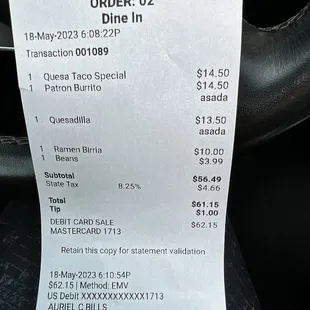 ORDER: 02
Dine In
18-May-2023 6:08:22P
Transaction 001089
1 Quesa Taco Special $14.50
1 Patron Burrito $14.50
asada
1 Quesadilla $13.50
asada
1 Ramen Birria $10.00
1 Beans $3.99
Subtotal $56.49
State Tax 8.25% $4.66
Total $61.15
Tip $1.00
DEBIT CARD SALE $62.15
MASTERCARD 1713
Retain this copy for statement validation
18-May-2023 6:10:54P
$62.15 | Method: EMV
US Debit XXXXXXXXXXXX1713
AURIEL C BILLS